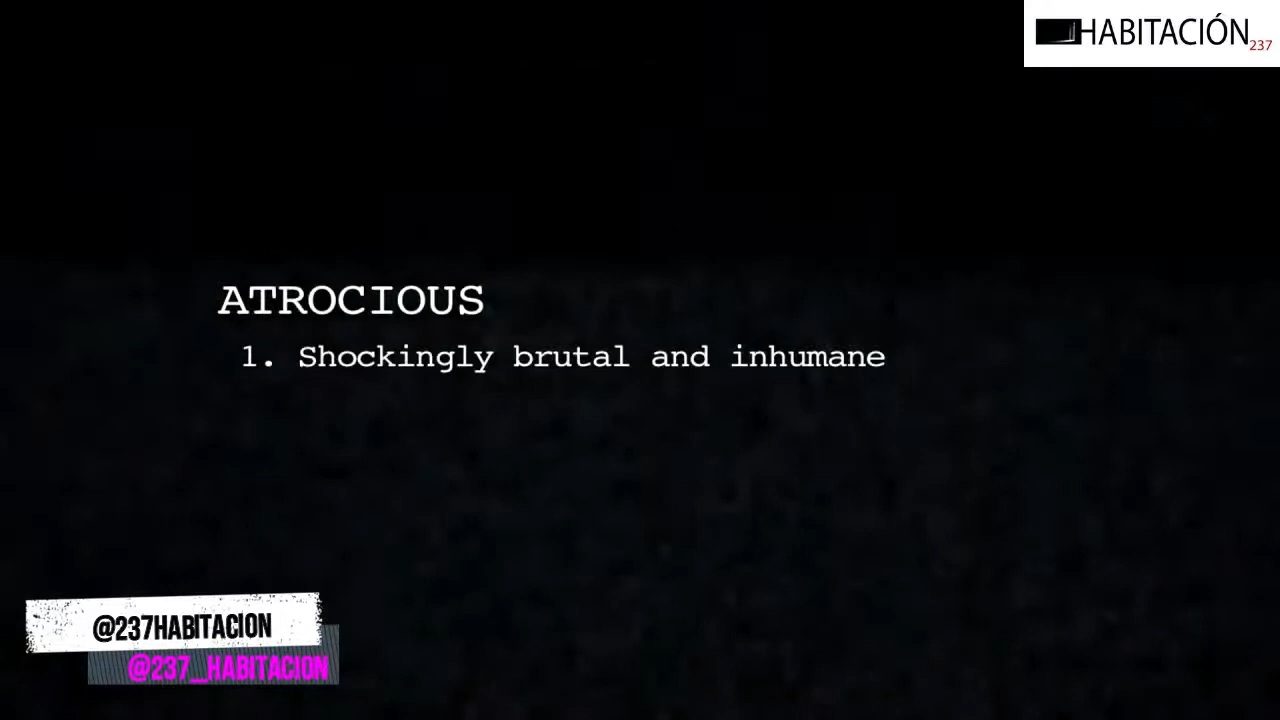 HABITACIÓN237
ATROCIOUS
1. Shockingly brutal and inhumane
@237HABITACION
@237_HABITACION